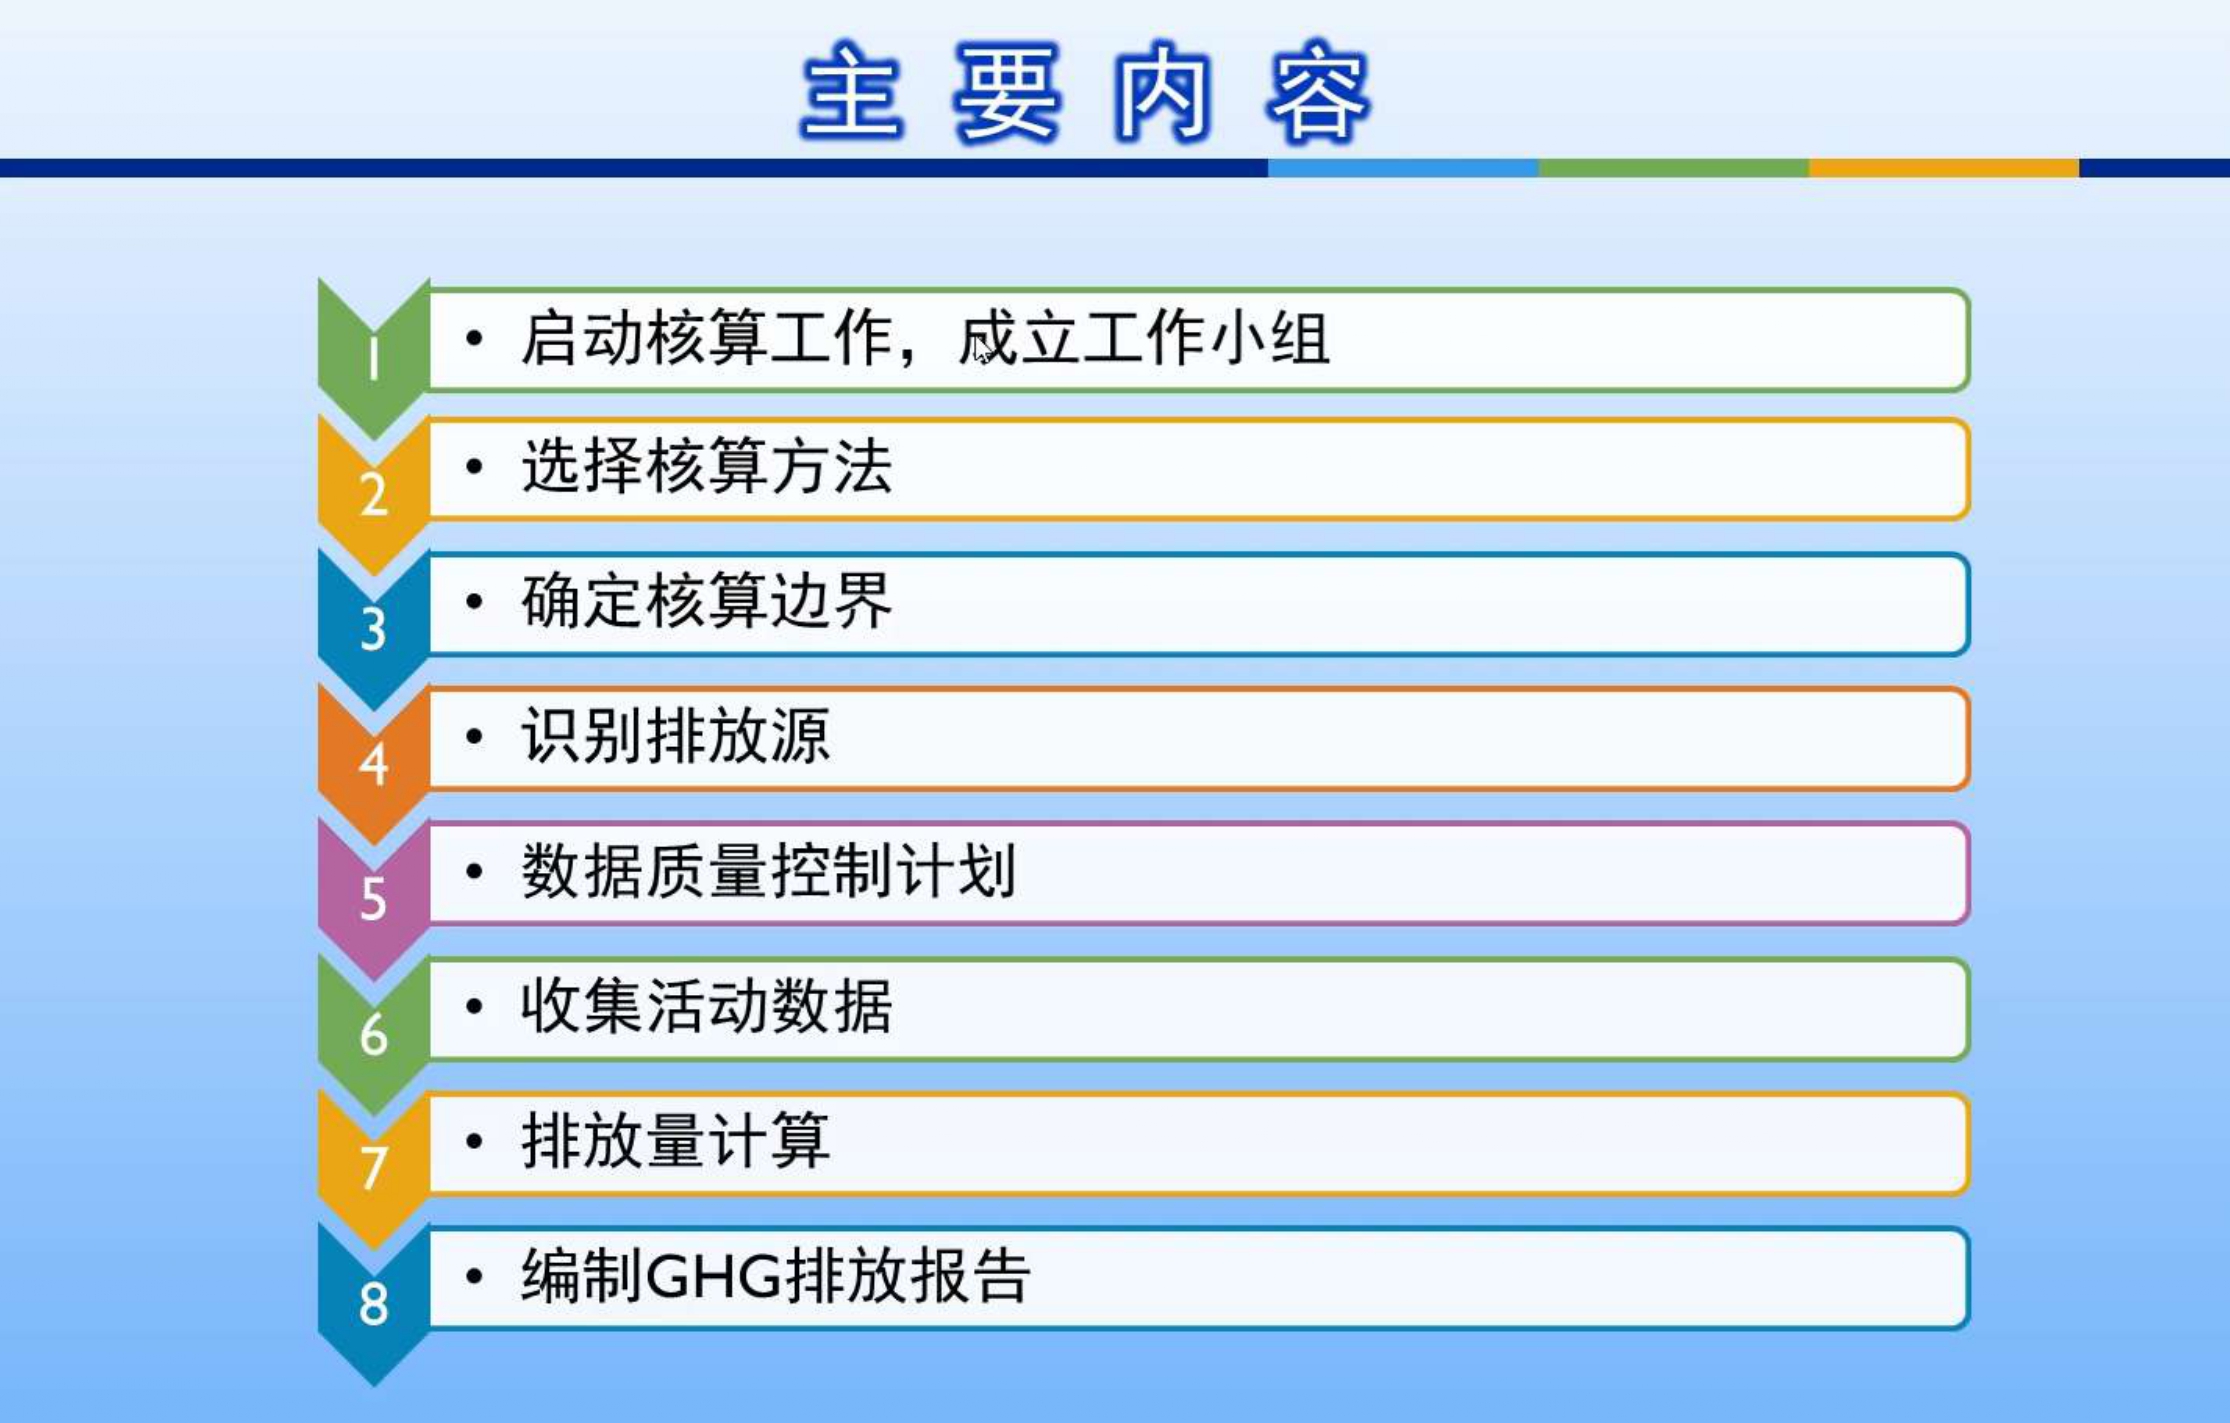 主要内容
1
• 启动核算工作，成立工作小组
2
• 选择核算方法
3
• 确定核算边界
4
• 识别排放源
5
• 数据质量控制计划
6
• 收集活动数据
7
• 排放量计算
8
• 编制GHG排放报告